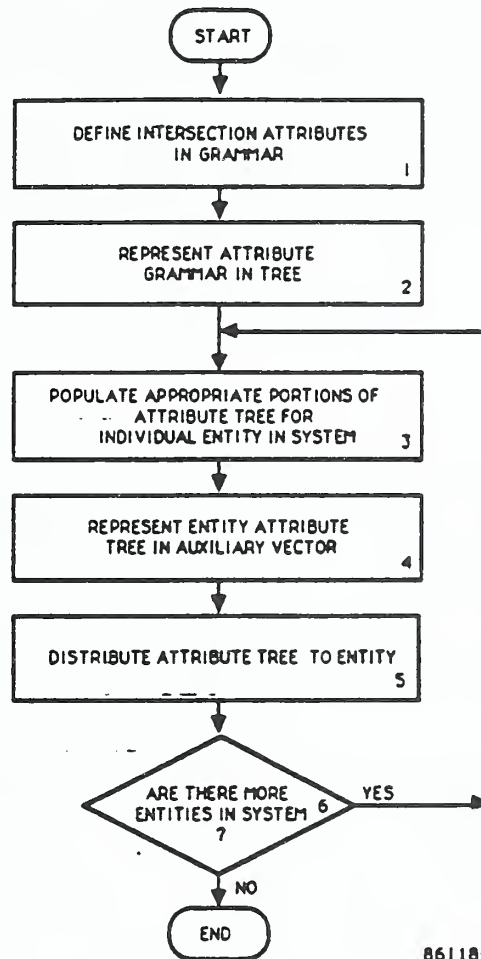 START
DEFINE INTERSECTION ATTRIBUTES
IN GRAMMAR
1
REPRESENT ATTRIBUTE
GRAMMAR IN TREE
2
POPULATE APPROPRIATE PORTIONS OF
ATTRIBUTE TREE FOR
INDIVIDUAL ENTITY IN SYSTEM
3
REPRESENT ENTITY ATTRIBUTE
TREE IN AUXILIARY VECTOR
4
DISTRIBUTE ATTRIBUTE TREE TO ENTITY
5
ARE THERE MORE
ENTITIES IN SYSTEM
?
6
YES
NO
END
86118